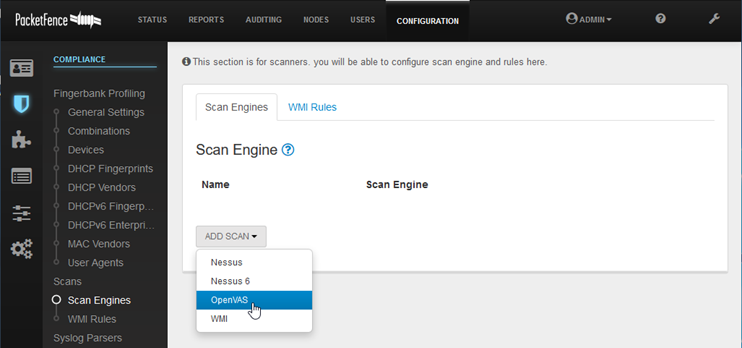 PacketFence
STATUS
REPORTS
AUDITING
NODES
USERS
CONFIGURATION
ADMIN
COMPLIANCE
Fingerbank Profiling
General Settings
Combinations
Devices
DHCP Fingerprints
DHCP Vendors
DHCPv6 Fingerp...
DHCPv6 Enterpri...
MAC Vendors
User Agents
Scans
Scan Engines
WMI Rules
Syslog Parsers
This section is for scanners. you will be able to configure scan engine and rules here.
Scan Engines
WMI Rules
Scan Engine ?
Name
Scan Engine
ADD SCAN
Nessus
Nessus 6
OpenVAS
WMI